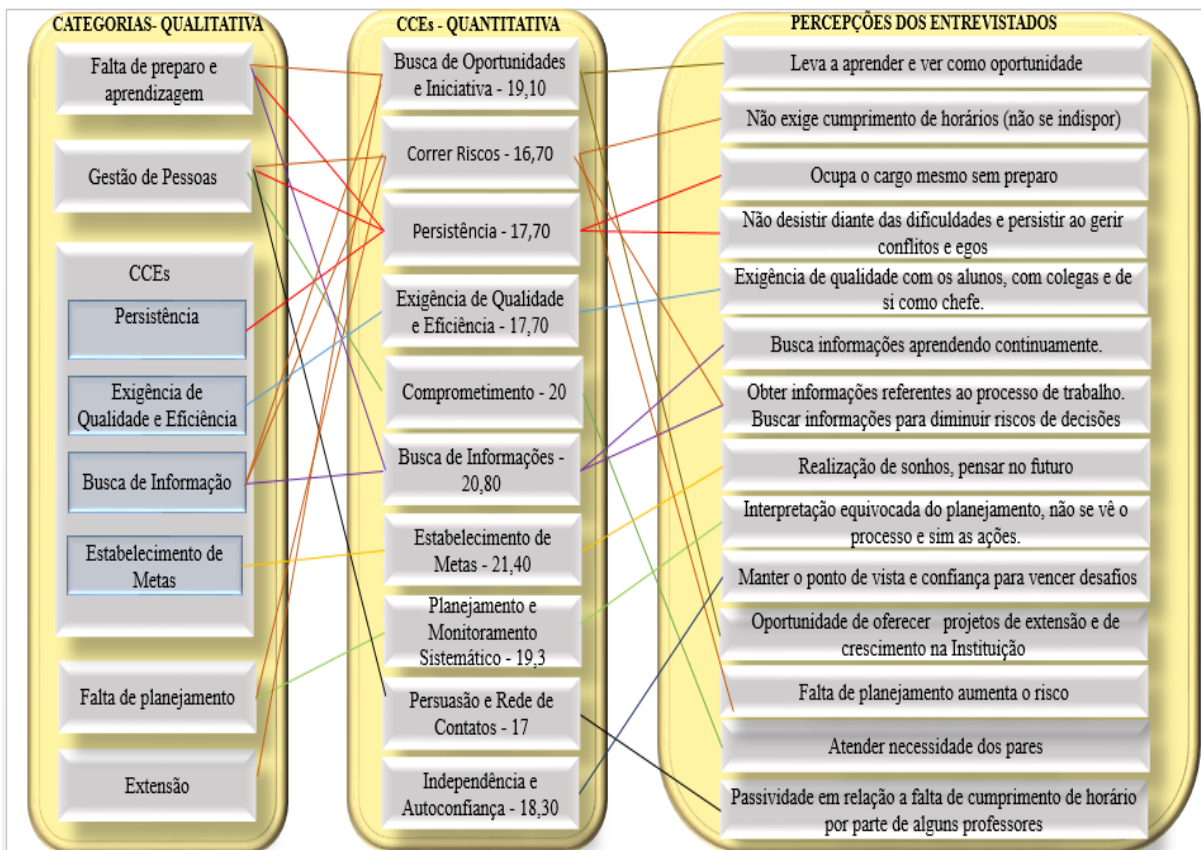 CATEGORIAS- QUALITATIVA
Falta de preparo e
aprendizagem
Gestão de Pessoas
CCEs
Persistência
Exigência de
Qualidade e Eficiência
Busca de Informação
Estabelecimento de
Metas
Falta de planejamento
Extensão
CCEs - QUANTITATIVA
Busca de Oportunidades
e Iniciativa - 19,10
Correr Riscos - 16,70
Persistência - 17,70
Exigência de Qualidade
e Eficiência - 17,70
Comprometimento - 20
Busca de Informações -
20,80
Estabelecimento de
Metas - 21,40
Planejamento e
Monitoramento
Sistemático - 19,3
Persuasão e Rede de
Contatos - 17
Independência e
Autoconfiança - 18,30
PERCEPÇÕES DOS ENTREVISTADOS
Leva a aprender e ver como oportunidade
Não exige cumprimento de horários (não se indispor)
Ocupa o cargo mesmo sem preparo
Não desistir diante das dificuldades e persistir ao gerir
conflitos e egos
Exigência de qualidade com os alunos, com colegas e de
si como chefe.
Busca informações aprendendo continuamente.
Obter informações referentes ao processo de trabalho.
Buscar informações para diminuir riscos de decisões
Realização de sonhos, pensar no futuro
Interpretação equivocada do planejamento, não se vê o
processo e sim as ações.
Manter o ponto de vista e confiança para vencer desafios
Oportunidade de oferecer projetos de extensão e de
crescimento na Instituição
Falta de planejamento aumenta o risco
Atender necessidade dos pares
Passividade em relação a falta de cumprimento de horário
por parte de alguns professores